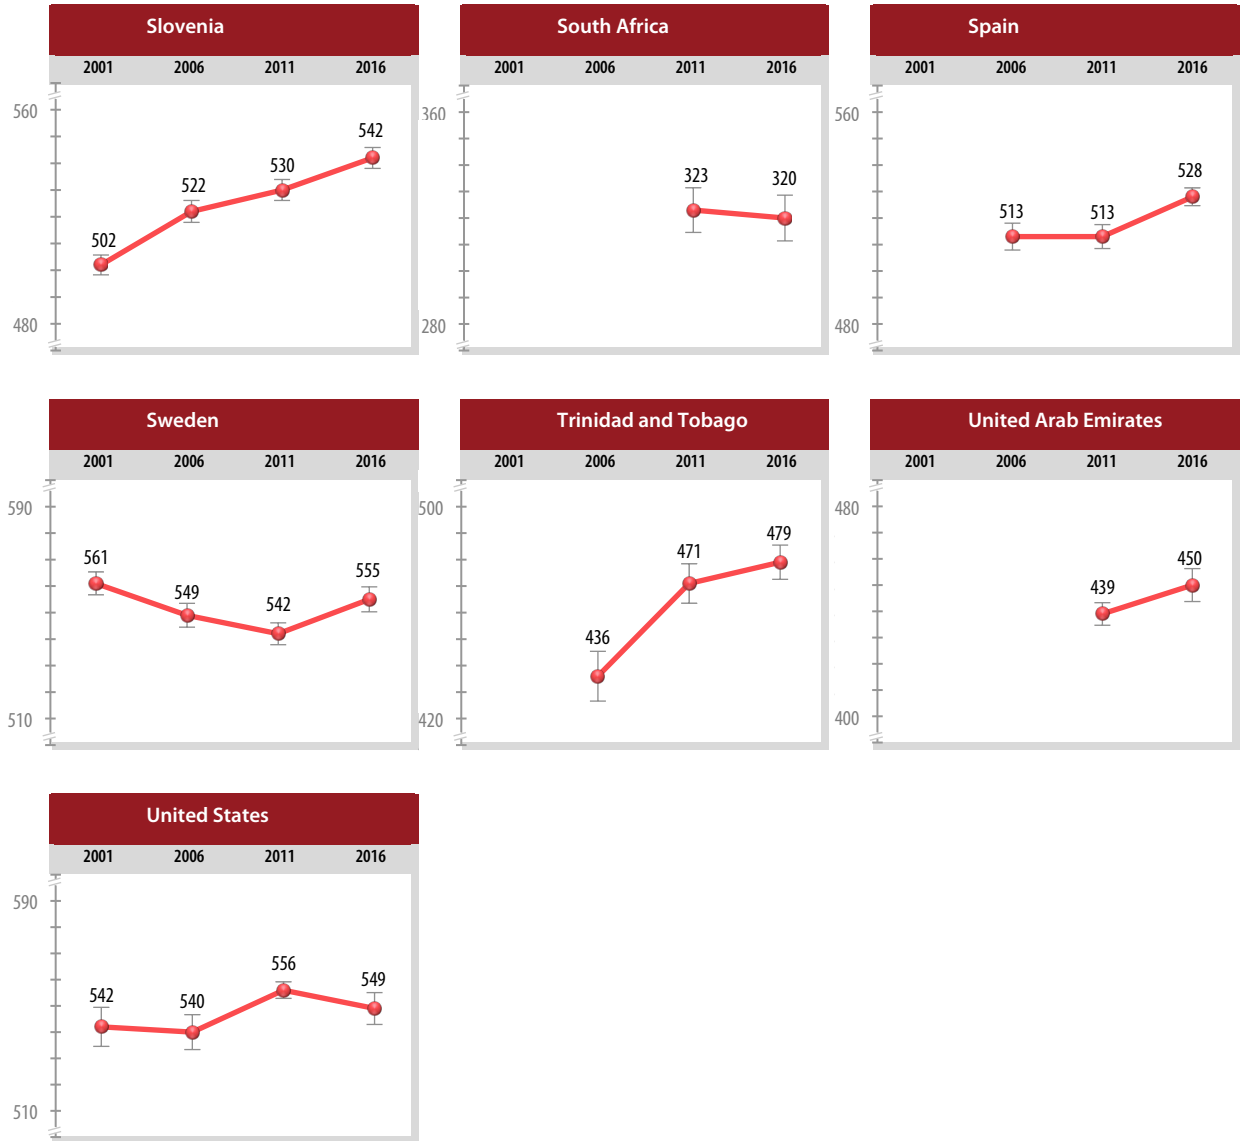 Slovenia
2001 2006 2011 2016
560
480
502
522
530
542
South Africa
2001 2006 2011 2016
360
280
323
320
Spain
2001 2006 2011 2016
560
480
513
513
528
Sweden
2001 2006 2011 2016
590
510
561
549
542
555
Trinidad and Tobago
2001 2006 2011 2016
500
420
436
471
479
United Arab Emirates
2001 2006 2011 2016
480
400
439
450
United States
2001 2006 2011 2016
590
510
542
540
556
549